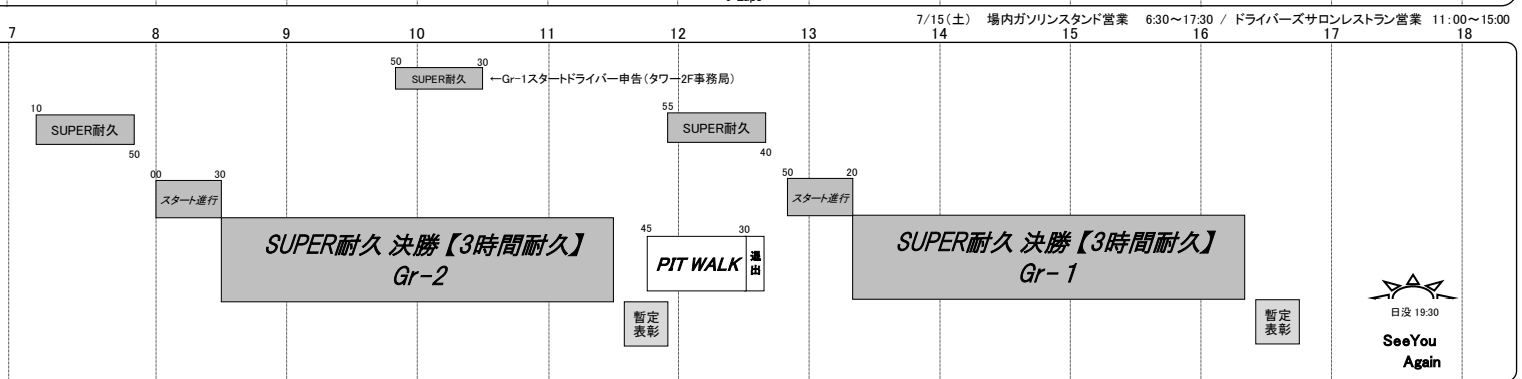 7/15(土)　場内ガソリンスタンド営業　6:30～17:30 / ドライバーズサロンレストラン営業 11:00～15:00
7 8 9 10 11 12 13 14 15 16 17 18
50 30
SUPER耐久 ←Gr-1スタートドライバー申告(タワー2F事務局)
10
SUPER耐久
50
55
SUPER耐久
40
00 30
スタート進行
50 20
スタート進行
SUPER耐久 決勝【3時間耐久】
Gr-2
45 30
PIT WALK
退出
SUPER耐久 決勝【3時間耐久】
Gr- 1
暫定
表彰
暫定
表彰
日没 19:30
SeeYou
Again